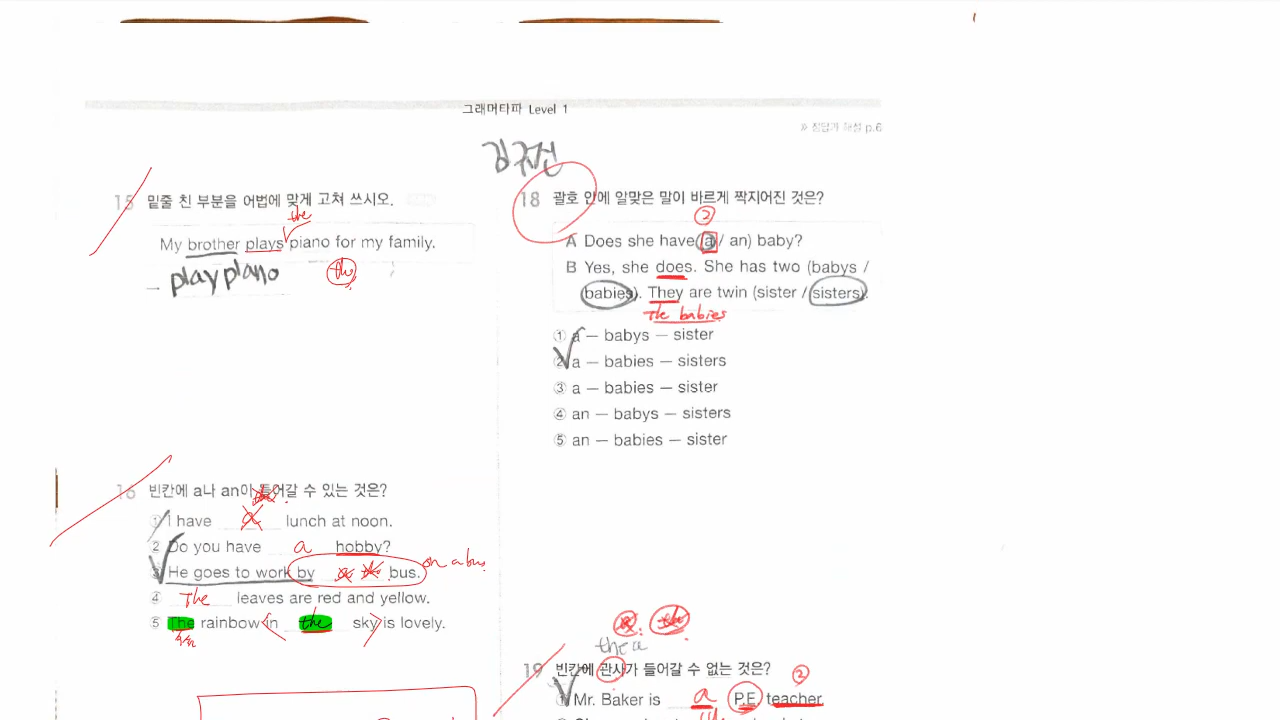 그래머타파 Level 1
» 정답과 해설 p.6
15 밑줄 친 부분을 어법에 맞게 고쳐 쓰시오.
the
My brother plays piano for my family.
play piano
the
16 빈칸에 a나 an이 들어갈 수 있는 것은?
① I have a lunch at noon.
② Do you have a hobby?
③ He goes to work by bus. on a bus
④ The leaves are red and yellow.
⑤ The rainbow in the sky is lovely.
18 괄호 안에 알맞은 말이 바르게 짝지어진 것은?
②
A Does she have (a / an) baby?
B Yes, she does. She has two (babys /
babies). They are twin (sister / sisters).
The babies
① a – babys – sister
② a – babies – sisters
③ a – babies – sister
④ an – babys – sisters
⑤ an – babies – sister
the a
19 빈칸에 관사가 들어갈 수 없는 것은?
②
① Mr. Baker is a P.E teacher.